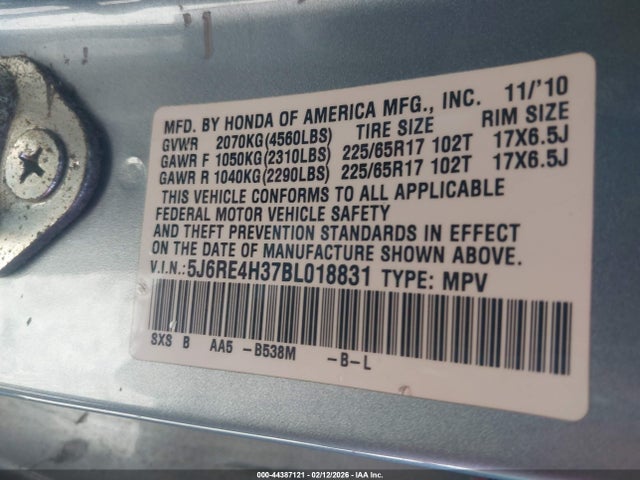 MFD. BY HONDA OF AMERICA MFG., INC. 11/'10
GVWR 2070KG(4560LBS) TIRE SIZE RIM SIZE
GAWR F 1050KG(2310LBS) 225/65R17 102T 17X6.5J
GAWR R 1040KG(2290LBS) 225/65R17 102T 17X6.5J
THIS VEHICLE CONFORMS TO ALL APPLICABLE
FEDERAL MOTOR VEHICLE SAFETY
AND THEFT PREVENTION STANDARDS IN EFFECT
ON THE DATE OF MANUFACTURE SHOWN ABOVE.
V.I.N.: 5J6RE4H37BL018831 TYPE: MPV
SXS B AA5 -B538M -B-L
000-44387121 - 02/12/2026 - IAA Inc.